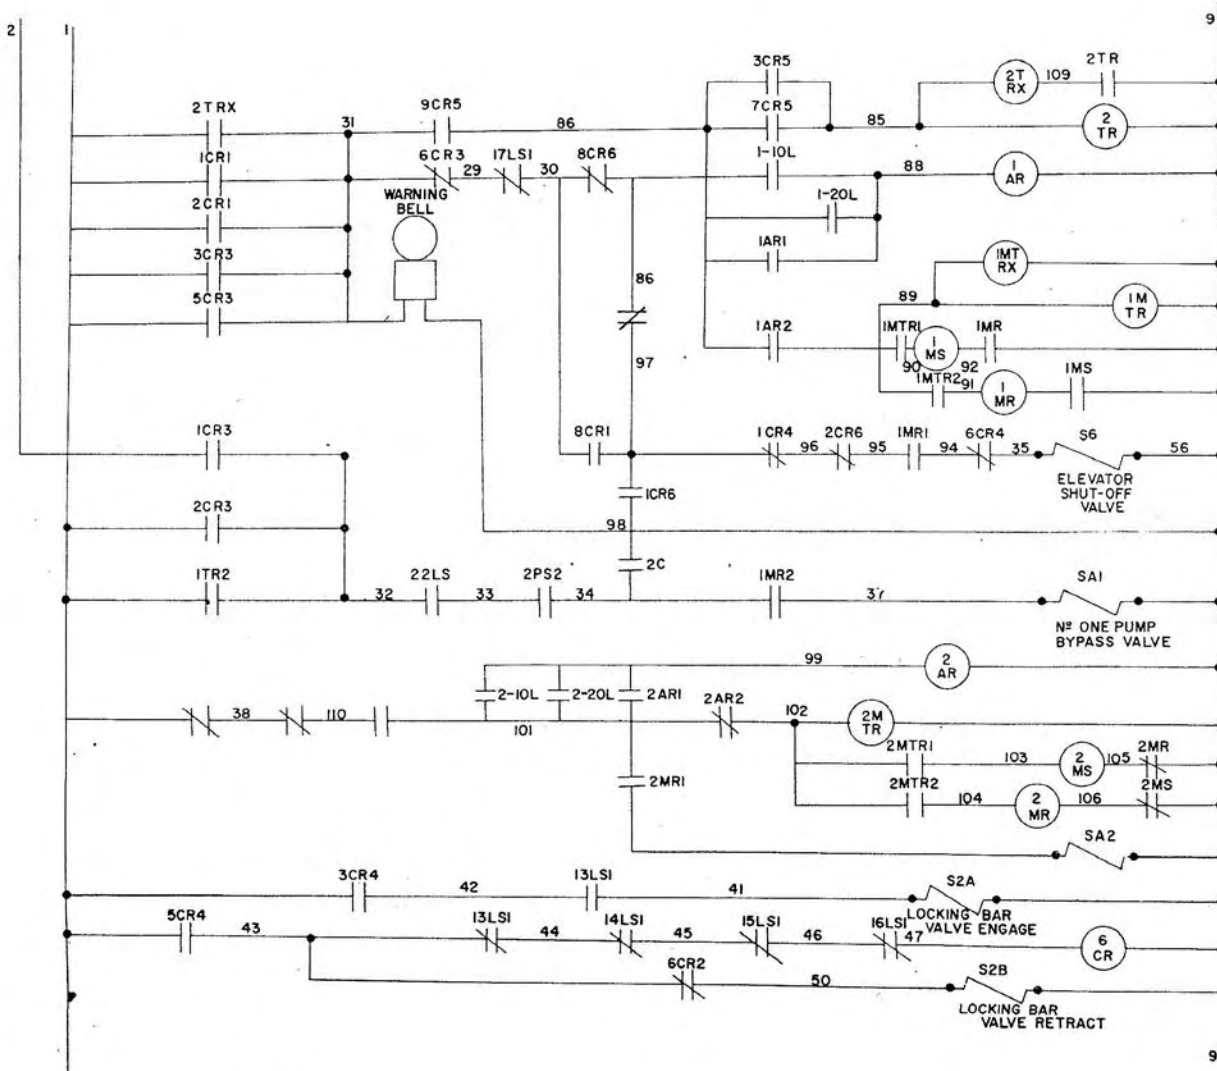 2 1 9
3CR5 2T RX 109 2TR
2TRX 31 9CR5 86 7CR5 85 2 TR
1CR1 6CR3 29 17LS1 30 8CR6 1-10L 88 1 AR
WARNING BELL
2CR1 1-20L
3CR3 1AR1 1MT RX
5CR3 86 89 1M TR
1AR2 1MTR1 90 1 MS 92 1MR
97 1MTR2 91 1 MR 1MS
1CR3 8CR1 1CR4 96 2CR6 95 1MR1 94 6CR4 35 S6 56
ELEVATOR
SHUT-OFF
VALVE
1CR6
2CR3 98
2C
1TR2 32 22LS 33 2PS2 34 1MR2 37 SA1
Nº ONE PUMP
BYPASS VALVE
99 2 AR
2-10L 2-20L 2AR1 2AR2
38 110 101 102 2M TR
2MTR1 103 2 MS 105 2MR
2MR1 2MTR2 104 2 MR 106 2MS
SA2
3CR4 42 13LS1 41 S2A
LOCKING BAR
VALVE ENGAGE
5CR4 43 13LS1 44 14LS1 45 15LS1 46 16LS1 47 6 CR
6CR2 50 S2B
LOCKING BAR
VALVE RETRACT
9